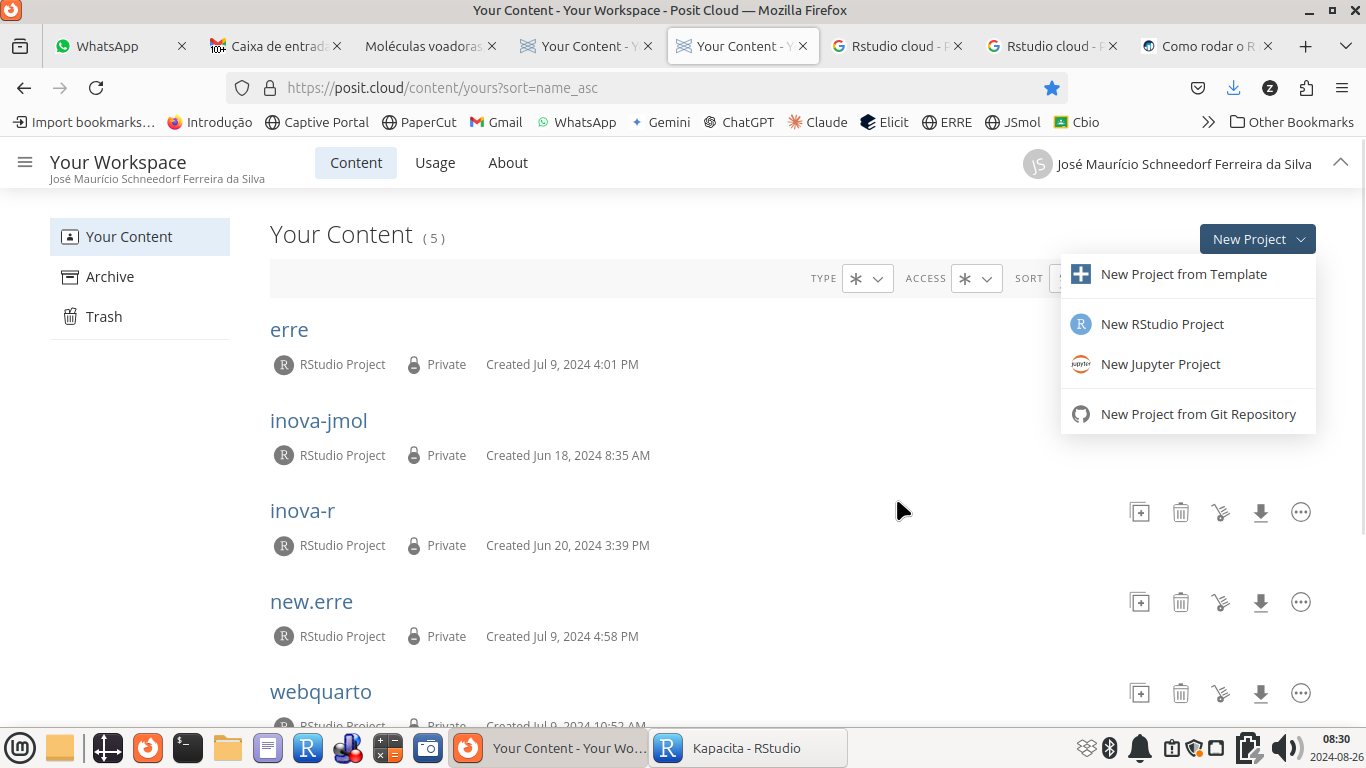 Your Content - Your Workspace - Posit Cloud — Mozilla Firefox
WhatsApp
Caixa de entrada
Moléculas voadoras
Your Content - Y
Your Content - Y
Rstudio cloud - P
Rstudio cloud - P
Como rodar o R
https://posit.cloud/content/yours?sort=name_asc
Import bookmarks…
Introdução
Captive Portal
PaperCut
Gmail
WhatsApp
Gemini
ChatGPT
Claude
Elicit
ERRE
JSmol
Cbio
Other Bookmarks
Your Workspace
José Maurício Schneedorf Ferreira da Silva
Content
Usage
About
JS
José Maurício Schneedorf Ferreira da Silva
Your Content
Archive
Trash
Your Content ( 5 )
New Project
TYPE
ACCESS
SORT
New Project from Template
New RStudio Project
New Jupyter Project
New Project from Git Repository
erre
RStudio Project Private Created Jul 9, 2024 4:01 PM
inova-jmol
RStudio Project Private Created Jun 18, 2024 8:35 AM
inova-r
RStudio Project Private Created Jun 20, 2024 3:39 PM
new.erre
RStudio Project Private Created Jul 9, 2024 4:58 PM
webquarto
RStudio Project Private Created Jul 9, 2024 10:52 AM
Your Content - Your Wo…
Kapacita - RStudio
08:30
2024-08-26